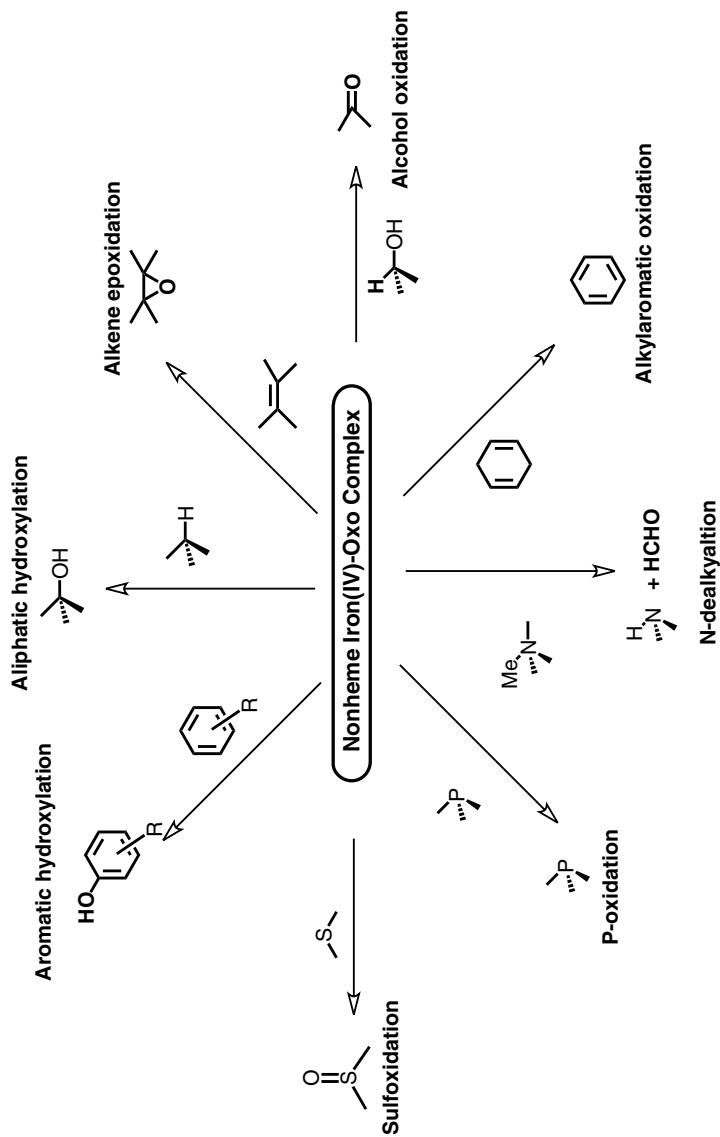 Aliphatic hydroxylation
OH
H
Aromatic hydroxylation
HO
R
R
Alkene epoxidation
O
O
S
Sulfoxidation
S
Nonheme Iron(IV)-Oxo Complex
H
OH
O
Alcohol oxidation
P
P
P-oxidation
Me
N
H
N + HCHO
N-dealkyaltion
Alkylaromatic oxidation